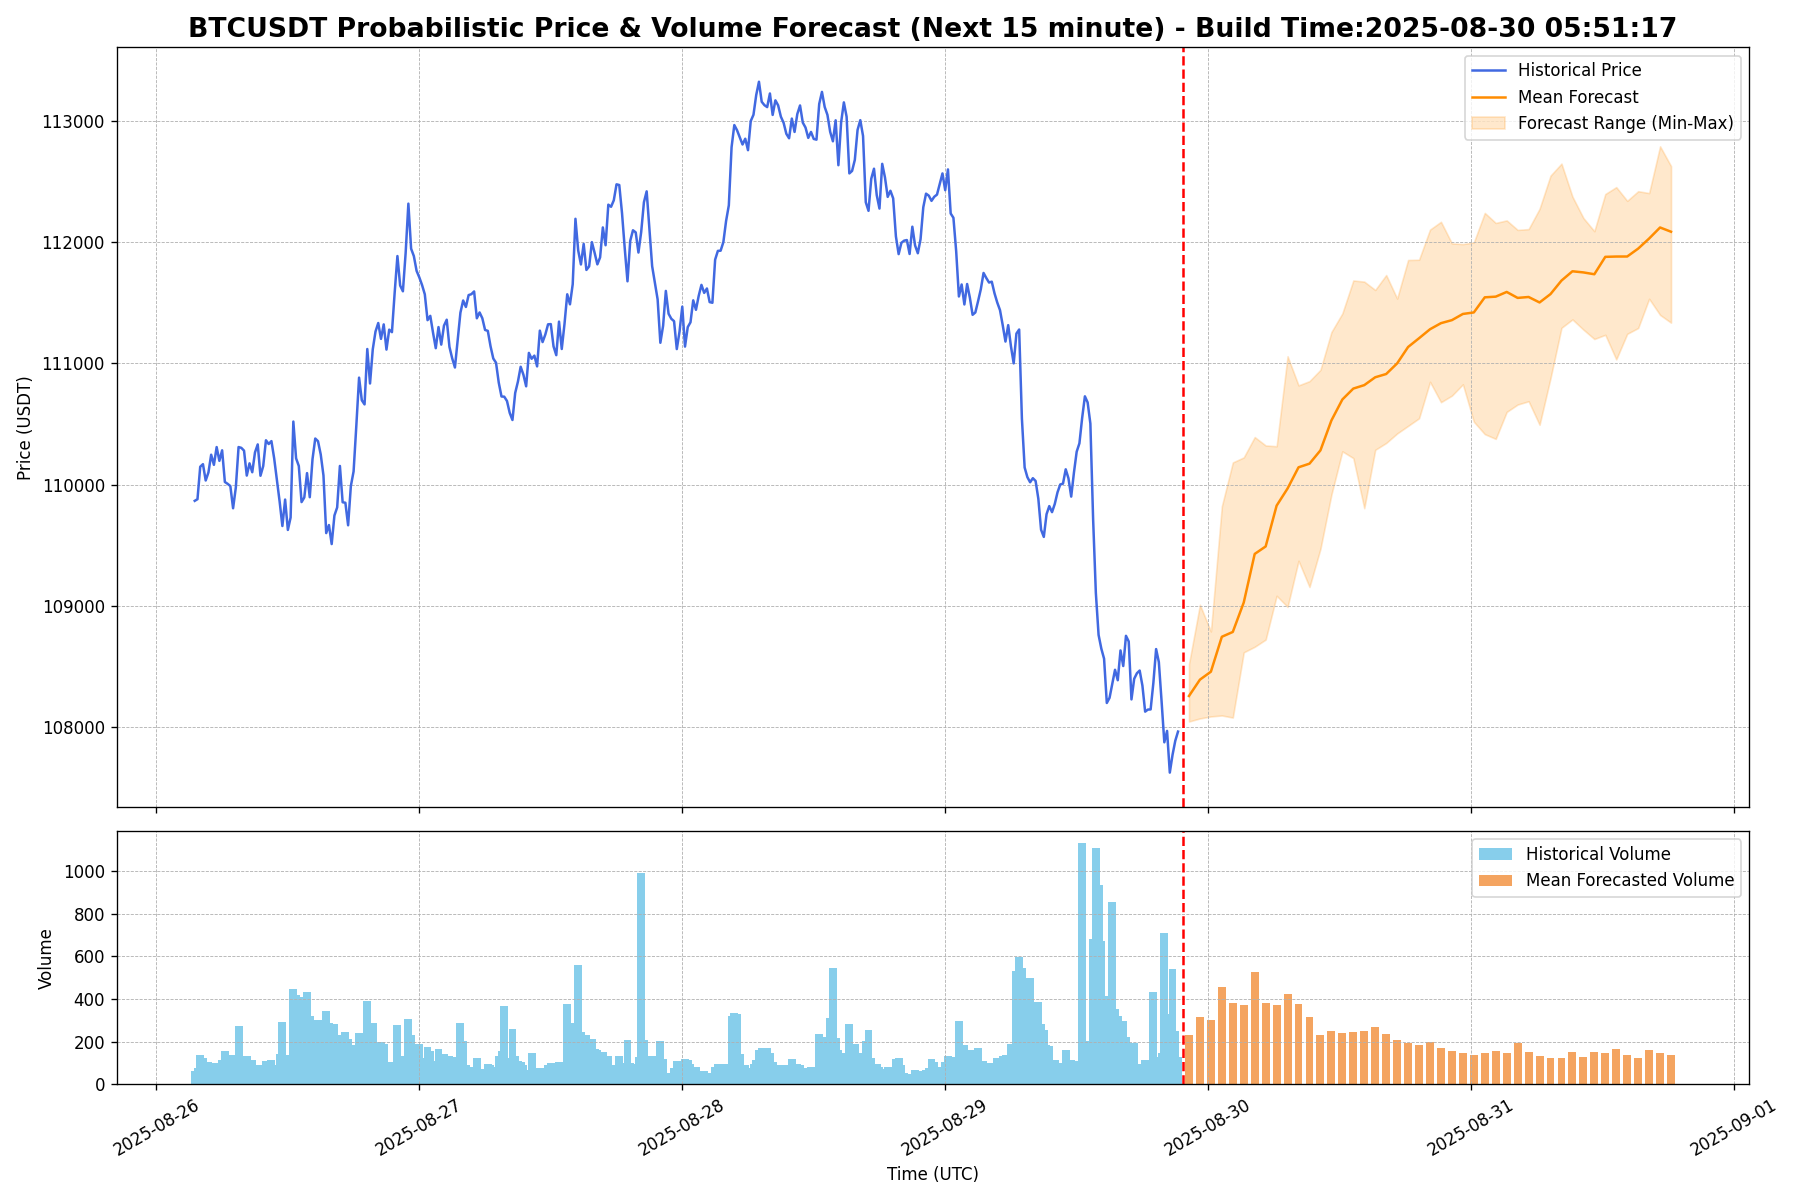 BTCUSDT Probabilistic Price & Volume Forecast (Next 15 minute) - Build Time:2025-08-30 05:51:17
Historical Price
Mean Forecast
Forecast Range (Min-Max)
113000
112000
111000
110000
109000
108000
Price (USDT)
Historical Volume
Mean Forecasted Volume
1000
800
600
400
200
0
Volume
2025-08-26
2025-08-27
2025-08-28
2025-08-29
2025-08-30
2025-08-31
2025-09-01
Time (UTC)